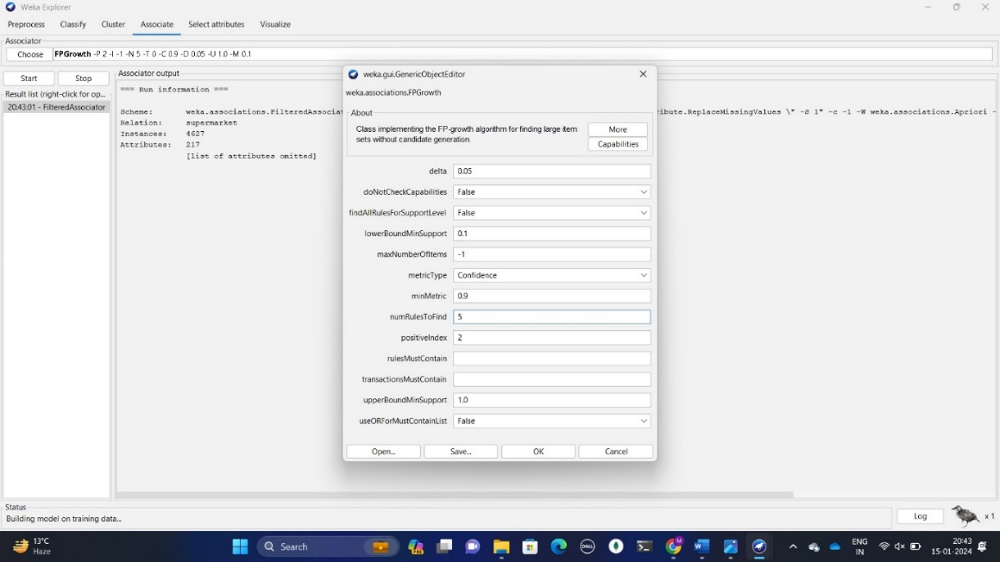 Weka Explorer
Preprocess Classify Cluster Associate Select attributes Visualize
Associator
Choose FPGrowth -P 2 -I -1 -N 5 -T 0 -C 0.9 -D 0.05 -U 1.0 -M 0.1
Start Stop
Result list (right-click for op...
20:43:01 - FilteredAssociator
Associator output
=== Run information ===
Scheme: weka.associations.FilteredAssociat
ibute.ReplaceMissingValues \" -S 1" -c -1 -W weka.associations.Apriori -
Relation: supermarket
Instances: 4627
Attributes: 217
[list of attributes omitted]
weka.gui.GenericObjectEditor
weka.associations.FPGrowth
About
Class implementing the FP-growth algorithm for finding large item
sets without candidate generation.
More
Capabilities
delta 0.05
doNotCheckCapabilities False
findAllRulesForSupportLevel False
lowerBoundMinSupport 0.1
maxNumberOfItems -1
metricType Confidence
minMetric 0.9
numRulesToFind 5
positiveIndex 2
rulesMustContain
transactionsMustContain
upperBoundMinSupport 1.0
useORForMustContainList False
Open... Save... OK Cancel
Status
Building model on training data...
Log x 1
13°C
Haze
Search
PRE
DELL
W
M
W
ENG
IN
20:43
15-01-2024